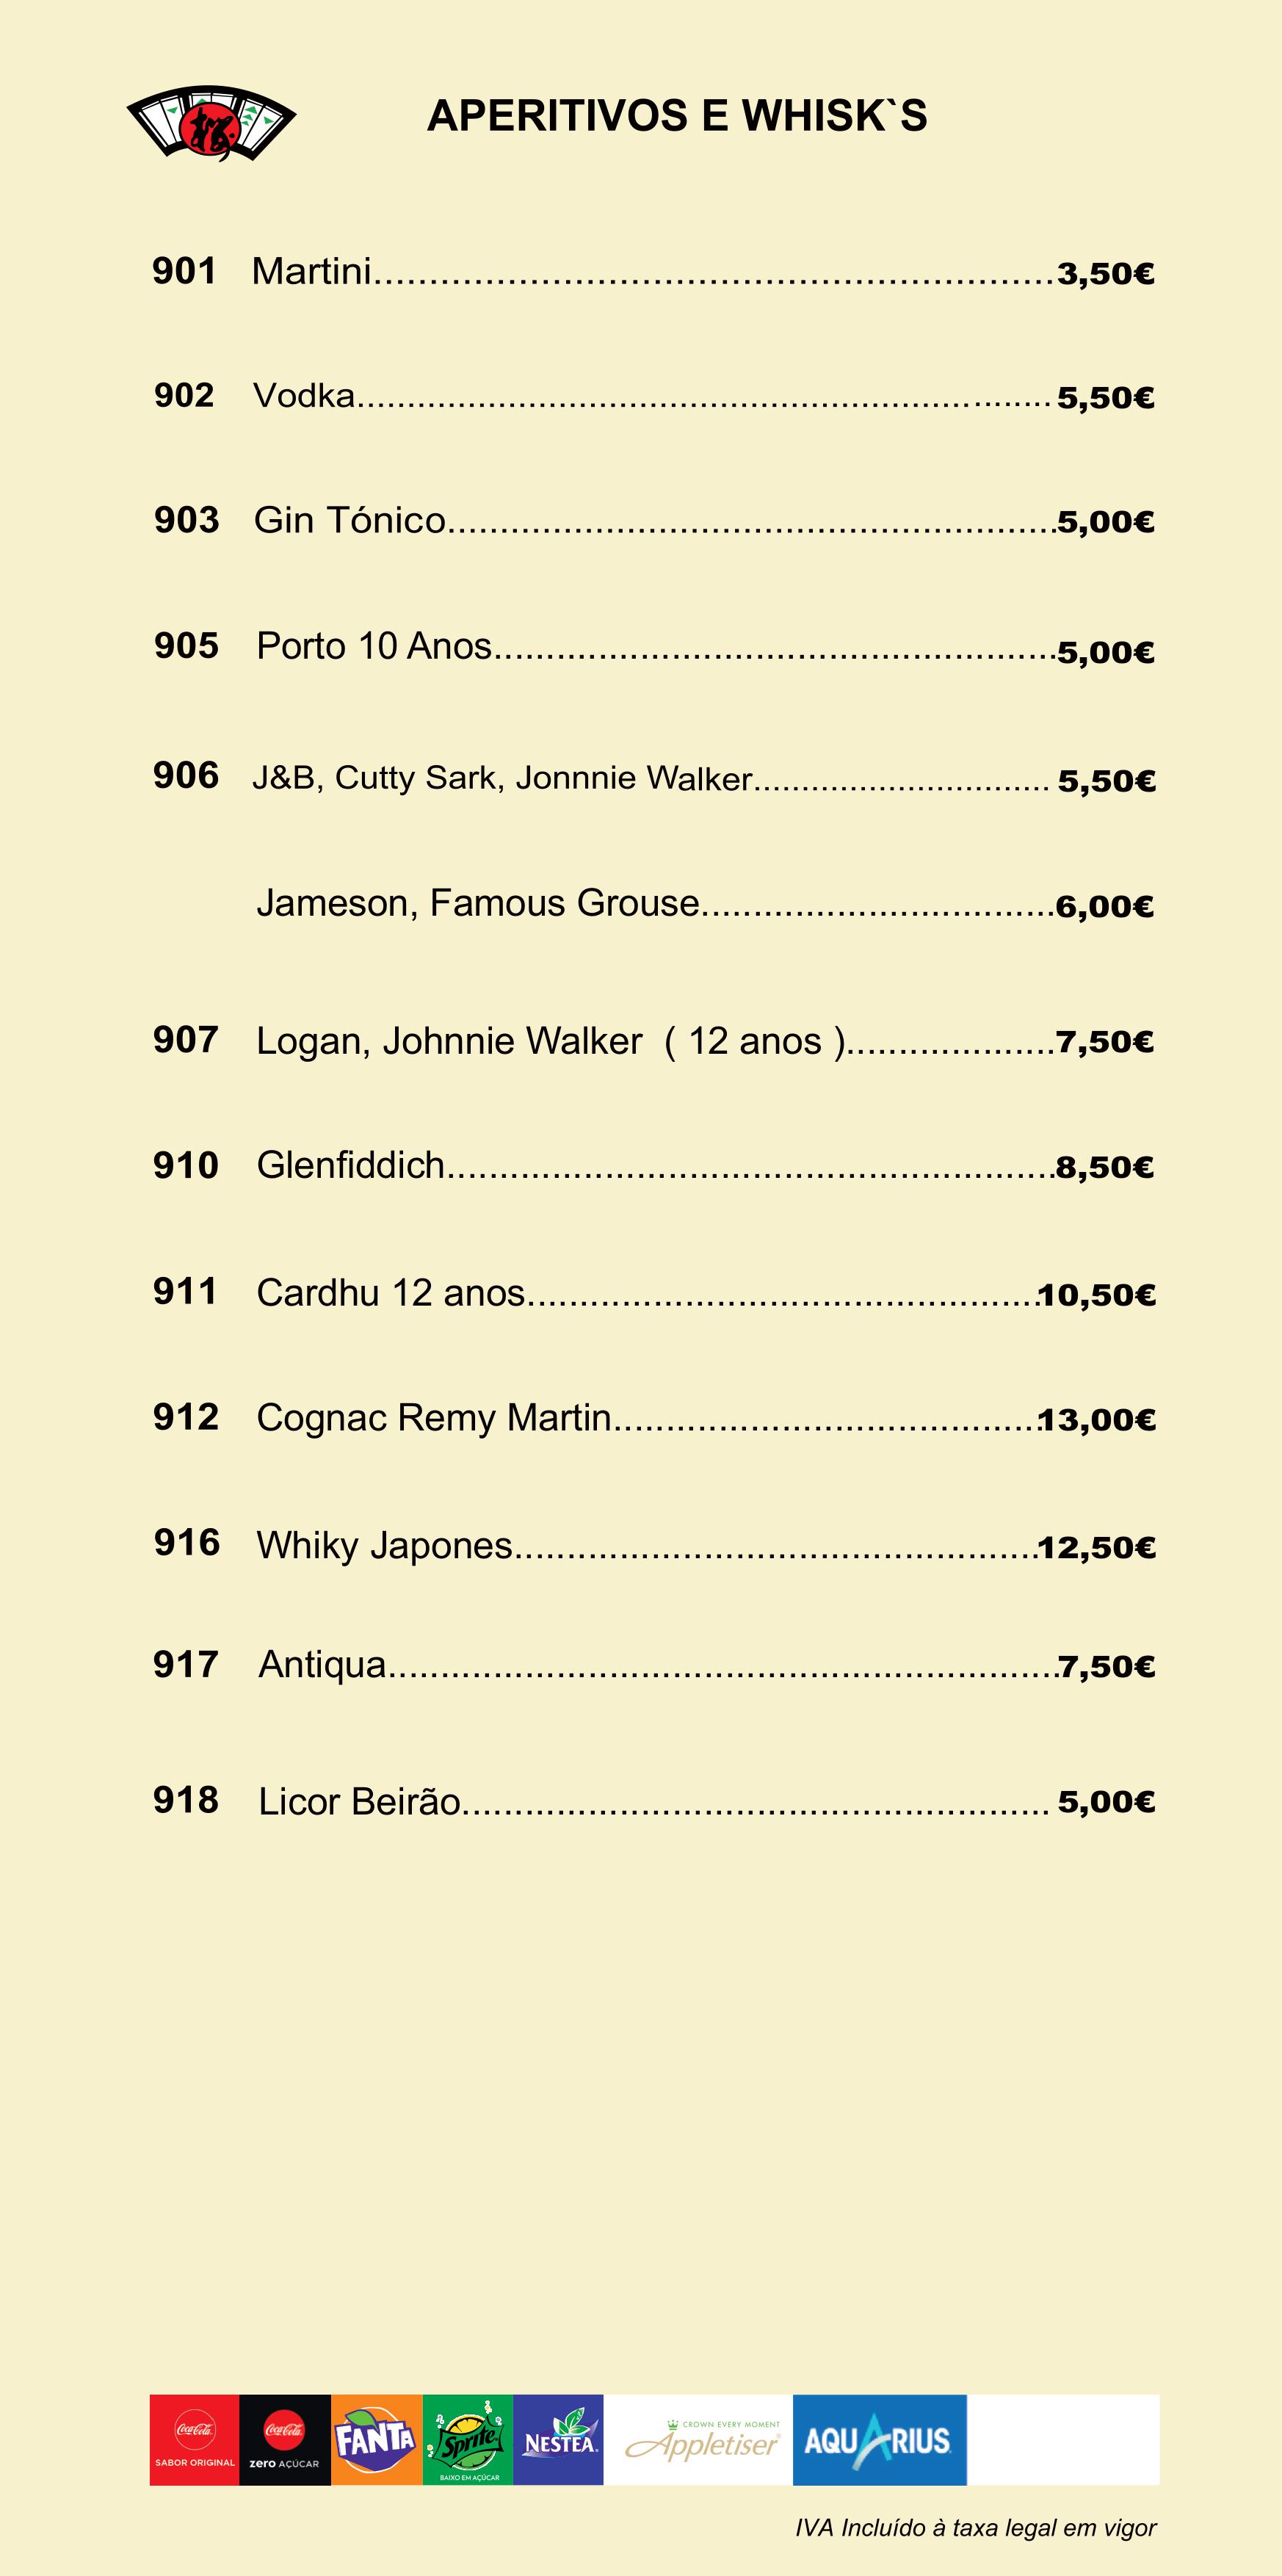 APERITIVOS E WHISK`S
901 Martini................................................................3,50€
902 Vodka.....................................................................5,50€
903 Gin Tónico..........................................................5,00€
905 Porto 10 Anos.....................................................5,00€
906 J&B, Cutty Sark, Jonnnie Walker............................... 5,50€
Jameson, Famous Grouse..................................6,00€
907 Logan, Johnnie Walker ( 12 anos )....................7,50€
910 Glenfiddich..........................................................8,50€
911 Cardhu 12 anos.................................................10,50€
912 Cognac Remy Martin.........................................13,00€
916 Whiky Japones..................................................12,50€
917 Antiqua................................................................7,50€
918 Licor Beirão........................................................ 5,00€
Coca-Cola SABOR ORIGINAL
Coca-Cola zero AÇÚCAR
FANTA
Sprite BAIXO EM AÇÚCAR
NESTEA
CROWN EVERY MOMENT
Appletiser
AQUARIUS
IVA Incluído à taxa legal em vigor